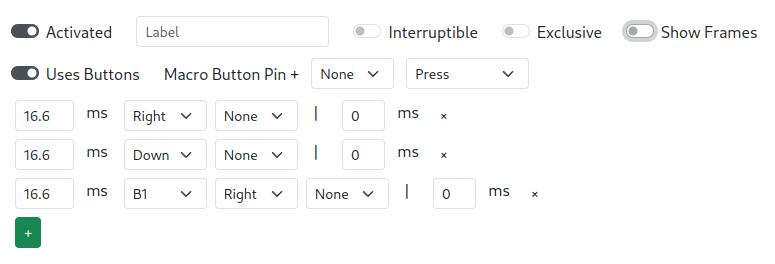 Activated Label Interruptible Exclusive Show Frames
Uses Buttons Macro Button Pin + None Press
16.6 ms Right None | 0 ms ×
16.6 ms Down None | 0 ms ×
16.6 ms B1 Right None | 0 ms ×
+